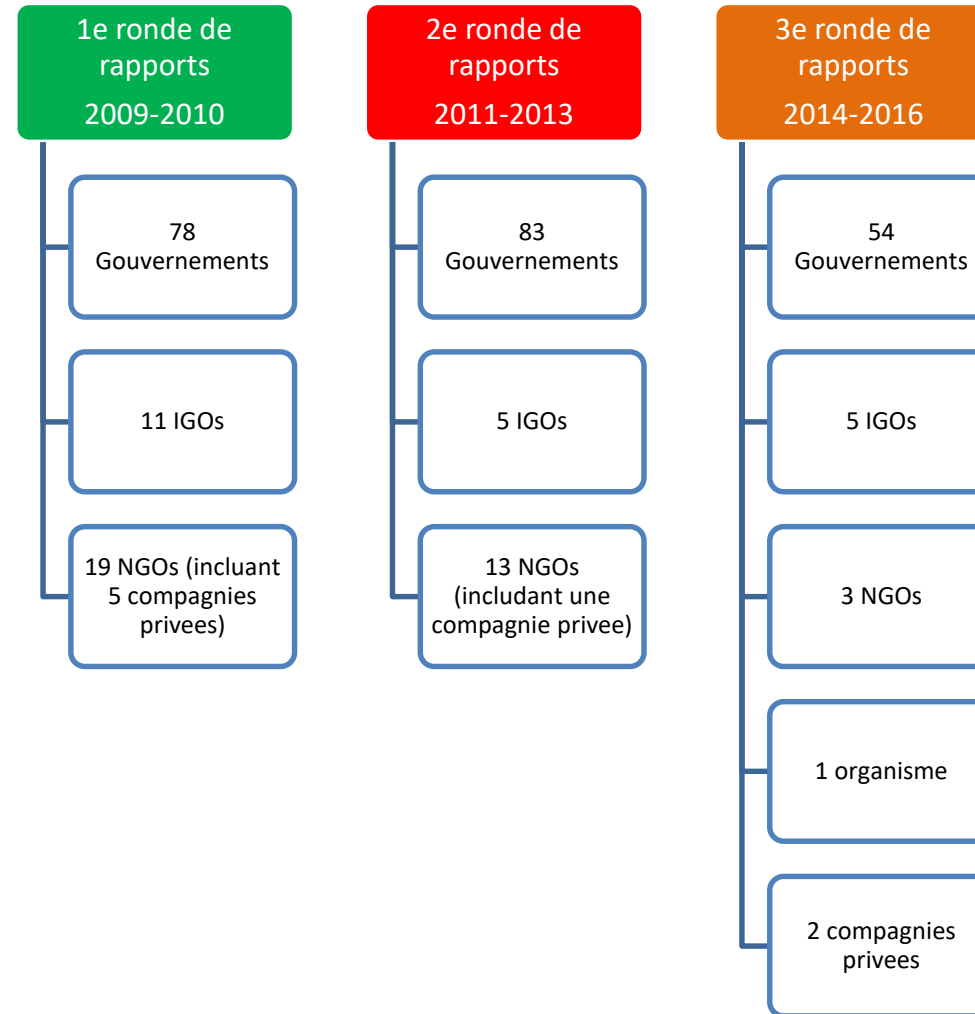 1e ronde de
rapports
2009-2010
78
Gouvernements
11 IGOs
19 NGOs (incluant
5 compagnies
privees)
2e ronde de
rapports
2011-2013
83
Gouvernements
5 IGOs
13 NGOs
(includant une
compagnie privee)
3e ronde de
rapports
2014-2016
54
Gouvernements
5 IGOs
3 NGOs
1 organisme
2 compagnies
privees